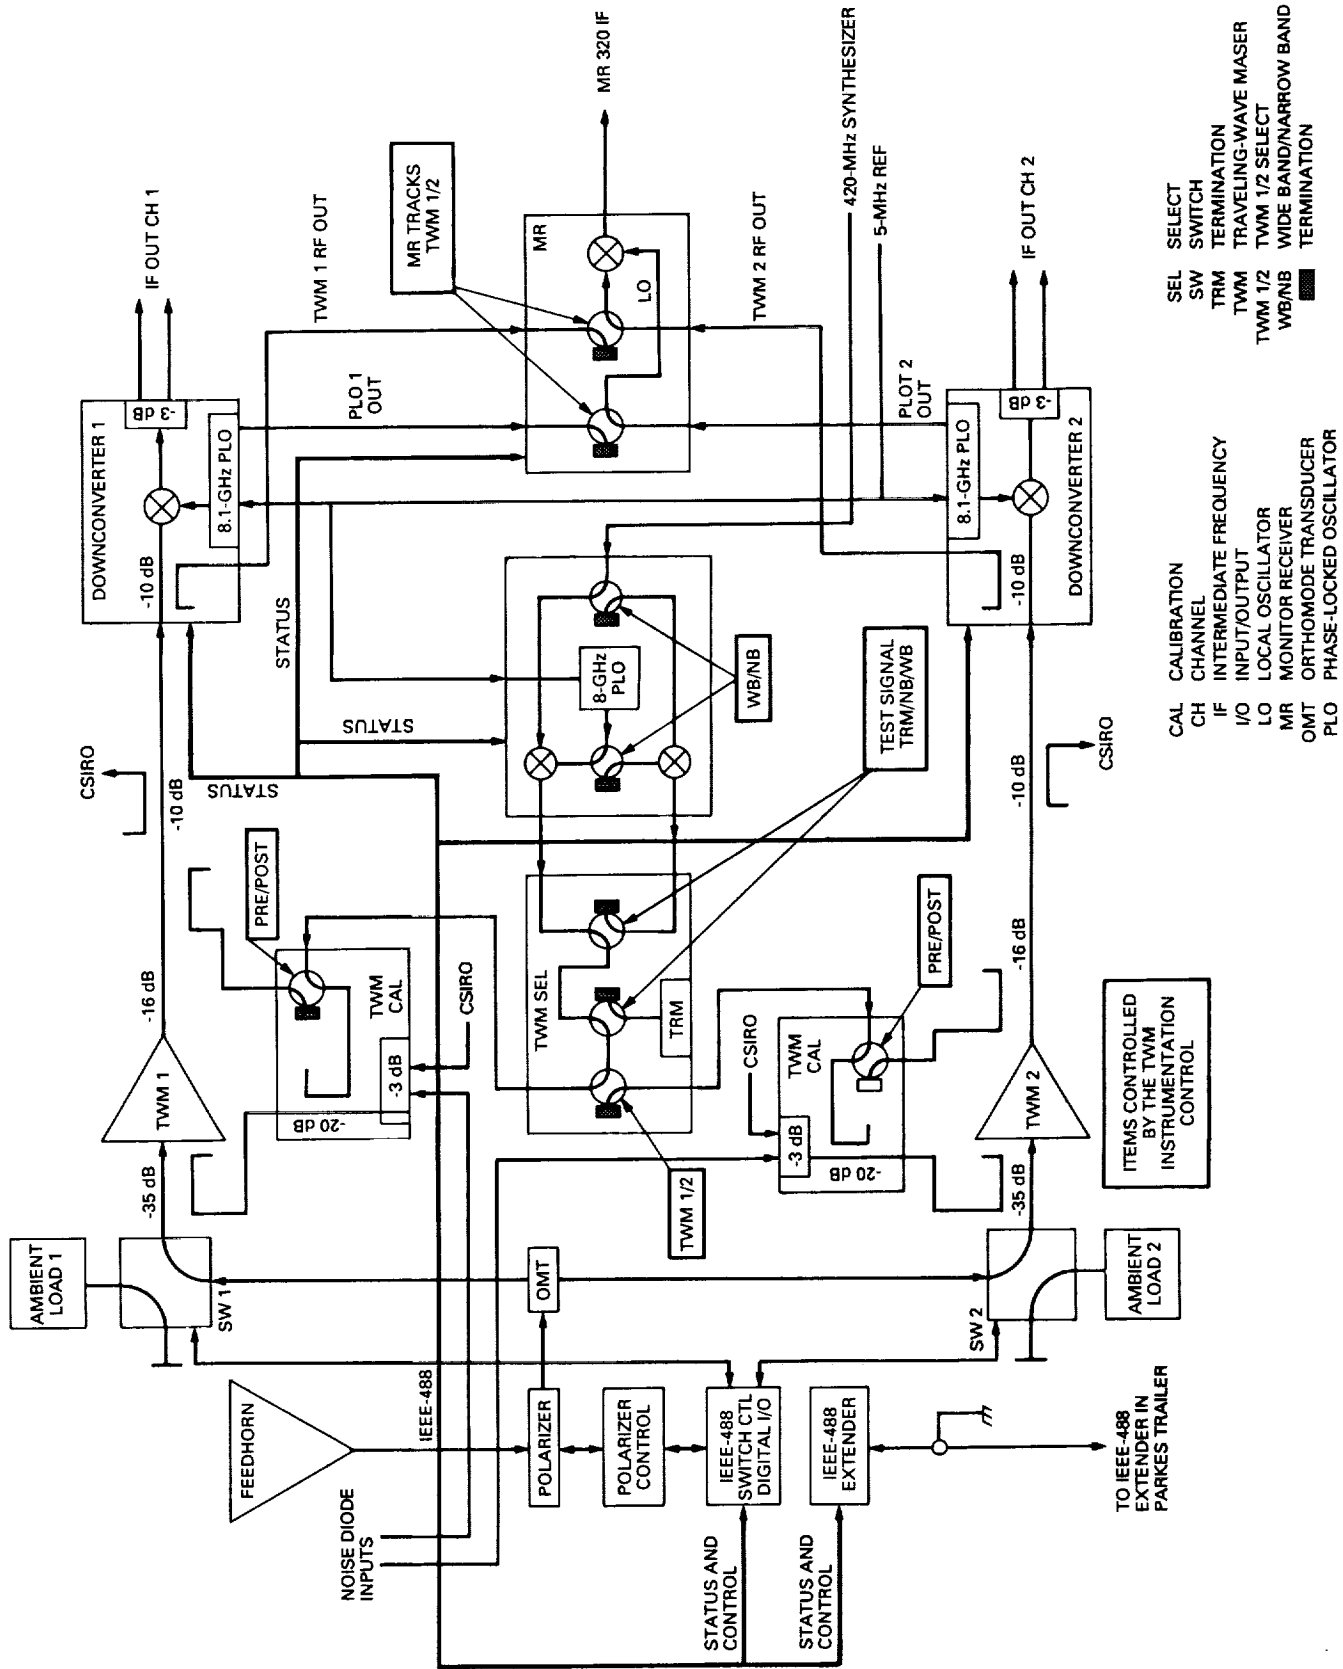 AMBIENT
LOAD 1
SW 1
-35 dB
TWM 1
-16 dB
-10 dB
CSIRO
DOWNCONVERTER 1
-10 dB
8.1-GHz PLO
-3 dB
IF OUT CH 1
TWM 1 RF OUT
PLO 1
OUT
STATUS
STATUS
STATUS
PRE/POST
TWM
CAL
-3 dB
-20 dB
CSIRO
FEEDHORN
NOISE DIODE
INPUTS
IEEE-488
POLARIZER
OMT
POLARIZER
CONTROL
IEEE-488
SWITCH CTL
DIGITAL I/O
IEEE-488
EXTENDER
STATUS AND
CONTROL
STATUS AND
CONTROL
TO IEEE-488
EXTENDER IN
PARKES TRAILER
TWM SEL
TRM
TWM 1/2
TEST SIGNAL
TRM/NB/WB
8-GHz
PLO
WB/NB
MR TRACKS
TWM 1/2
MR
LO
MR 320 IF
TWM 2 RF OUT
420-MHz SYNTHESIZER
5-MHz REF
PLOT 2
OUT
CSIRO
TWM
CAL
-3 dB
-20 dB
PRE/POST
SW 2
AMBIENT
LOAD 2
-35 dB
TWM 2
-16 dB
-10 dB
CSIRO
DOWNCONVERTER 2
-10 dB
8.1-GHz PLO
-3 dB
IF OUT CH 2
ITEMS CONTROLLED
BY THE TWM
INSTRUMENTATION
CONTROL
CAL CALIBRATION
CH CHANNEL
IF INTERMEDIATE FREQUENCY
I/O INPUT/OUTPUT
LO LOCAL OSCILLATOR
MR MONITOR RECEIVER
OMT ORTHOMODE TRANSDUCER
PLO PHASE-LOCKED OSCILLATOR
SEL SELECT
SW SWITCH
TRM TERMINATION
TWM TRAVELING-WAVE MASER
TWM 1/2 TWM 1/2 SELECT
WB/NB WIDE BAND/NARROW BAND
TERMINATION